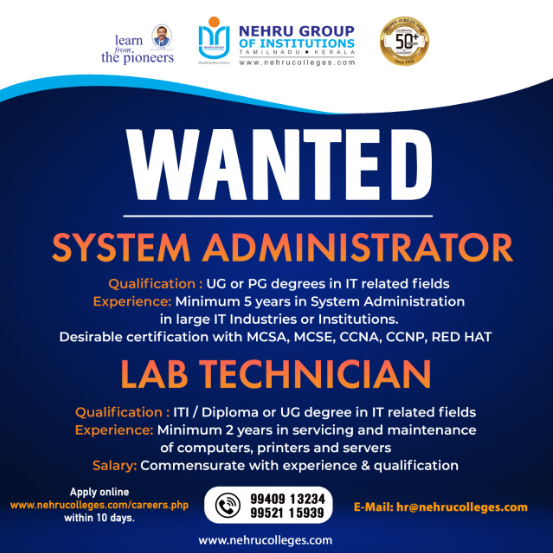 learn
from
the pioneers
NEHRU GROUP
OF INSTITUTIONS
TAMILNADU • KERALA
www.nehrucolleges.com
50+
WANTED
SYSTEM ADMINISTRATOR
Qualification : UG or PG degrees in IT related fields
Experience: Minimum 5 years in System Administration
in large IT Industries or Institutions.
Desirable certification with MCSA, MCSE, CCNA, CCNP, RED HAT
LAB TECHNICIAN
Qualification : ITI / Diploma or UG degree in IT related fields
Experience: Minimum 2 years in servicing and maintenance
of computers, printers and servers
Salary: Commensurate with experience & qualification
Apply online
www.nehrucolleges.com/careers.php
within 10 days.
99409 13234
99521 15939
E-Mail: hr@nehrucolleges.com
www.nehrucolleges.com